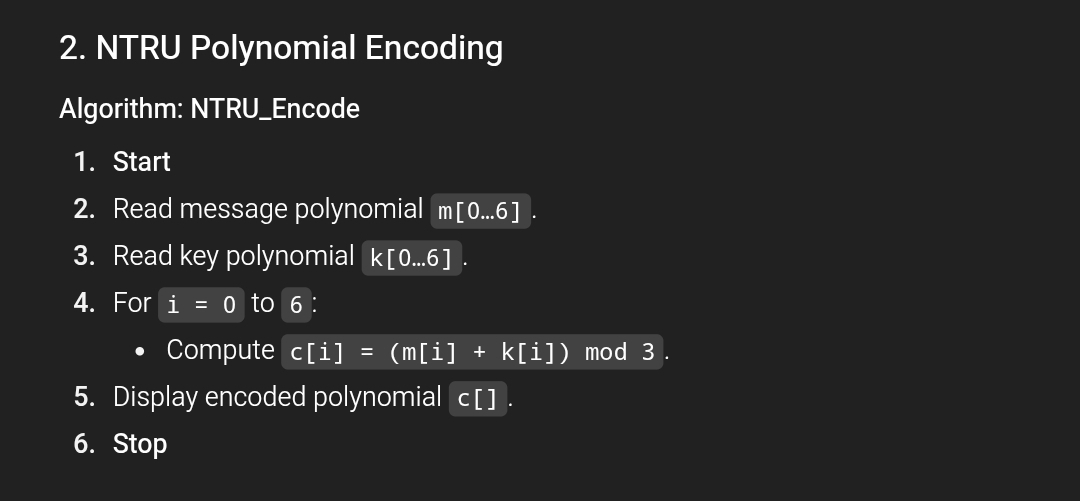 2. NTRU Polynomial Encoding
Algorithm: NTRU_Encode
1. Start
2. Read message polynomial m[0…6].
3. Read key polynomial k[0…6].
4. For i = 0 to 6:
• Compute c[i] = (m[i] + k[i]) mod 3.
5. Display encoded polynomial c[].
6. Stop